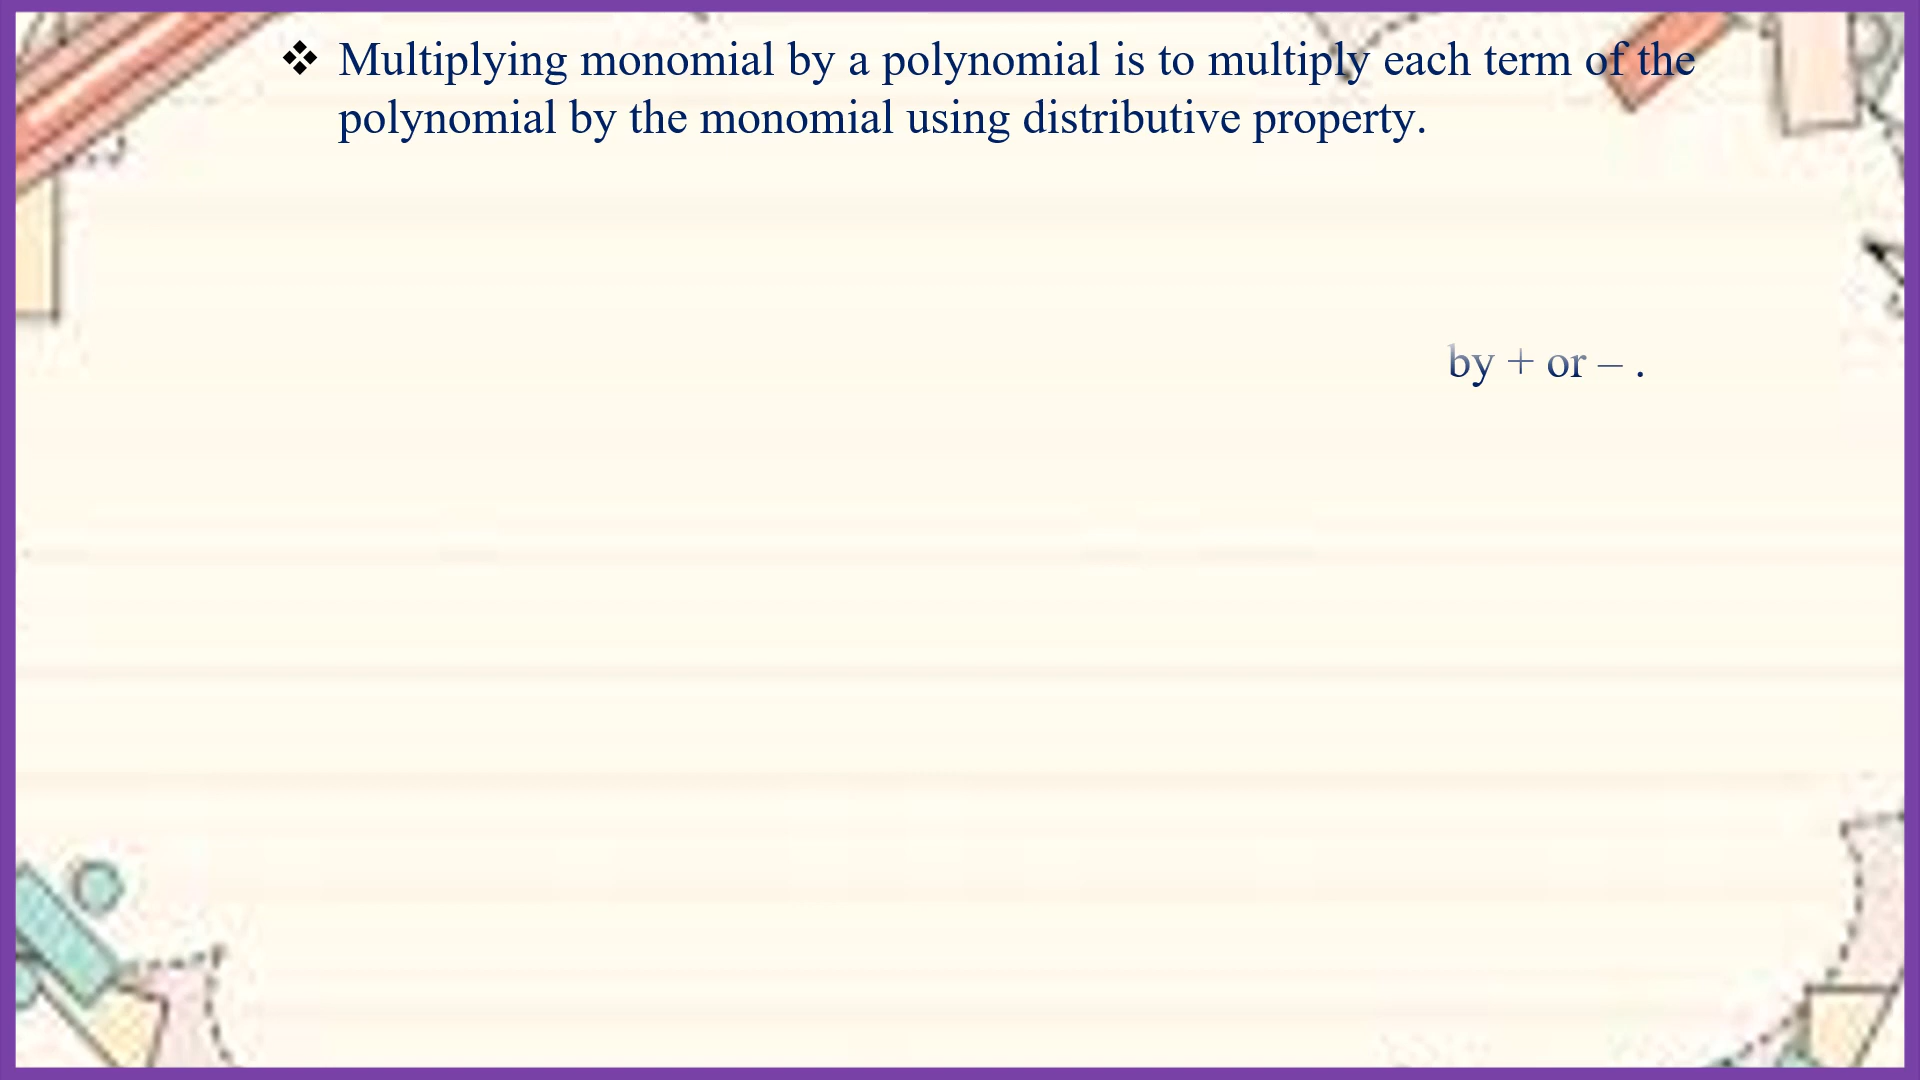 ❖ Multiplying monomial by a polynomial is to multiply each term of the
polynomial by the monomial using distributive property.
by + or – .